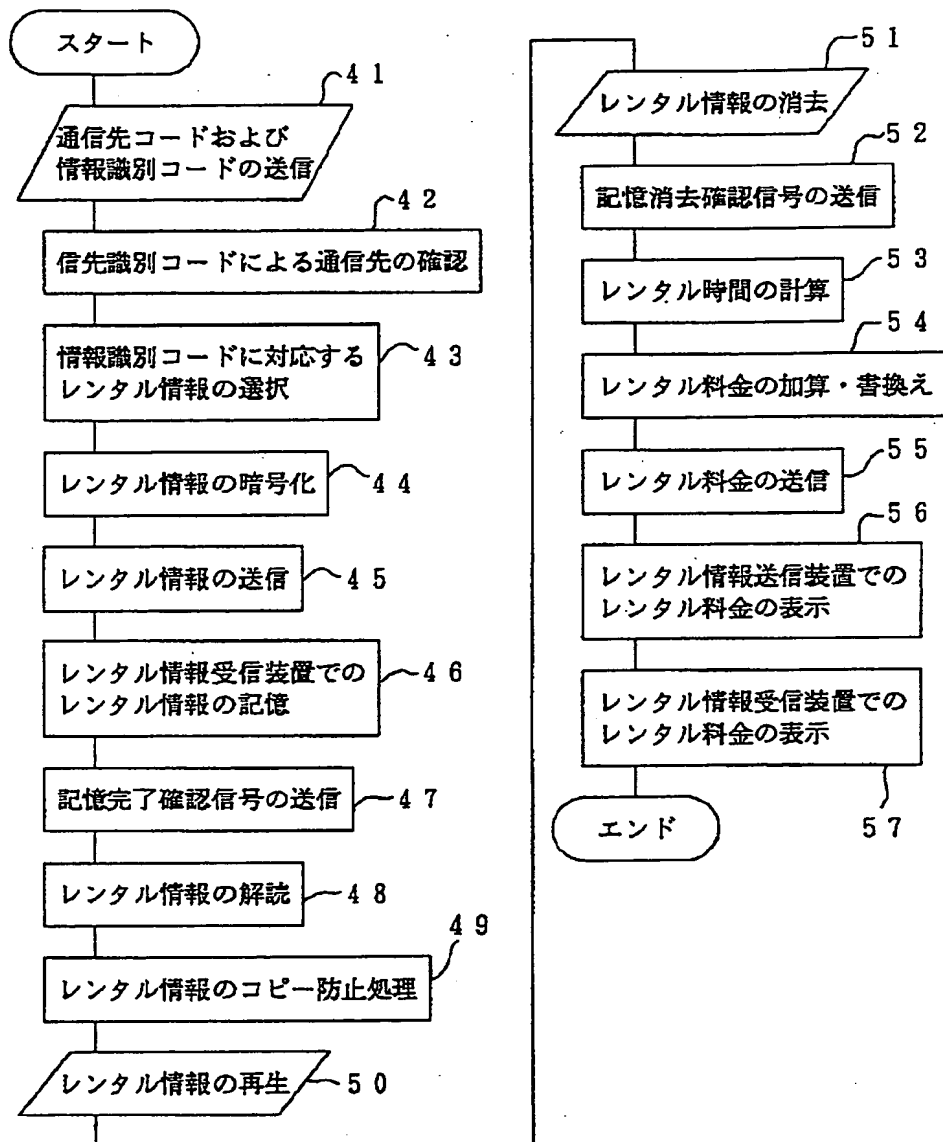 スタート
41
通信先コードおよび
情報識別コードの送信
42
信先識別コードによる通信先の確認
情報識別コードに対応する
レンタル情報の選択
43
レンタル情報の暗号化
44
レンタル情報の送信
45
レンタル情報受信装置での
レンタル情報の記憶
46
記憶完了確認信号の送信
47
レンタル情報の解読
48
49
レンタル情報のコピー防止処理
レンタル情報の再生
50
51
レンタル情報の消去
52
記憶消去確認信号の送信
53
レンタル時間の計算
54
レンタル料金の加算・書換え
55
レンタル料金の送信
56
レンタル情報送信装置での
レンタル料金の表示
レンタル情報受信装置での
レンタル料金の表示
57
エンド